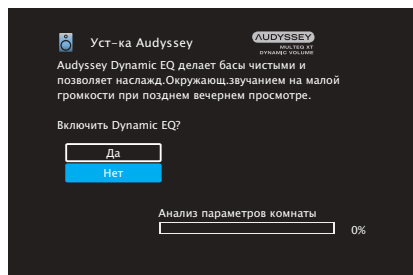 Уст-ка Audyssey
AUDYSSEY
MULTEQ XT
DYNAMIC VOLUME
Audyssey Dynamic EQ делает басы чистыми и
позволяет наслажд.Окружающ.звучанием на малой
громкости при позднем вечернем просмотре.
Включить Dynamic EQ?
Да
Нет
Анализ параметров комнаты
0%